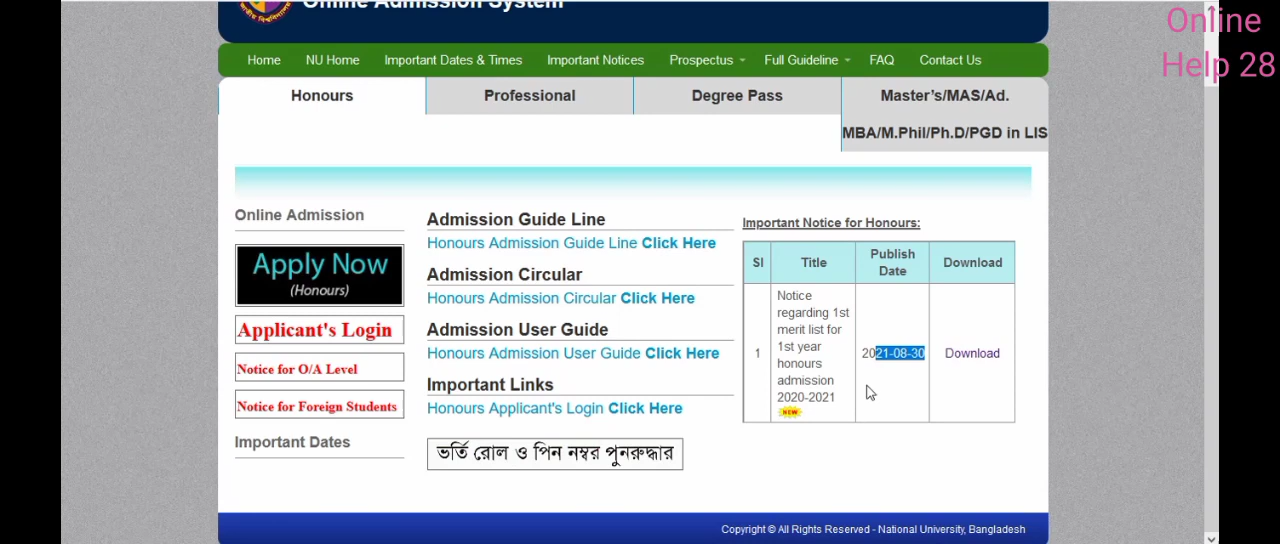 Online Admission System
Online
Help 28
Home NU Home Important Dates & Times Important Notices Prospectus Full Guideline FAQ Contact Us
Honours Professional Degree Pass Master's/MAS/Ad.
MBA/M.Phil/Ph.D/PGD in LIS
Online Admission
Apply Now
(Honours)
Applicant's Login
Notice for O/A Level
Notice for Foreign Students
Important Dates
Admission Guide Line
Honours Admission Guide Line Click Here
Admission Circular
Honours Admission Circular Click Here
Admission User Guide
Honours Admission User Guide Click Here
Important Links
Honours Applicant's Login Click Here
ভর্তি রোল ও পিন নম্বর পুনরুদ্ধার
Important Notice for Honours:
Sl Title Publish Date Download
1 Notice regarding 1st merit list for 1st year honours admission 2020-2021 NEW 2021-08-30 Download
Copyright © All Rights Reserved - National University, Bangladesh